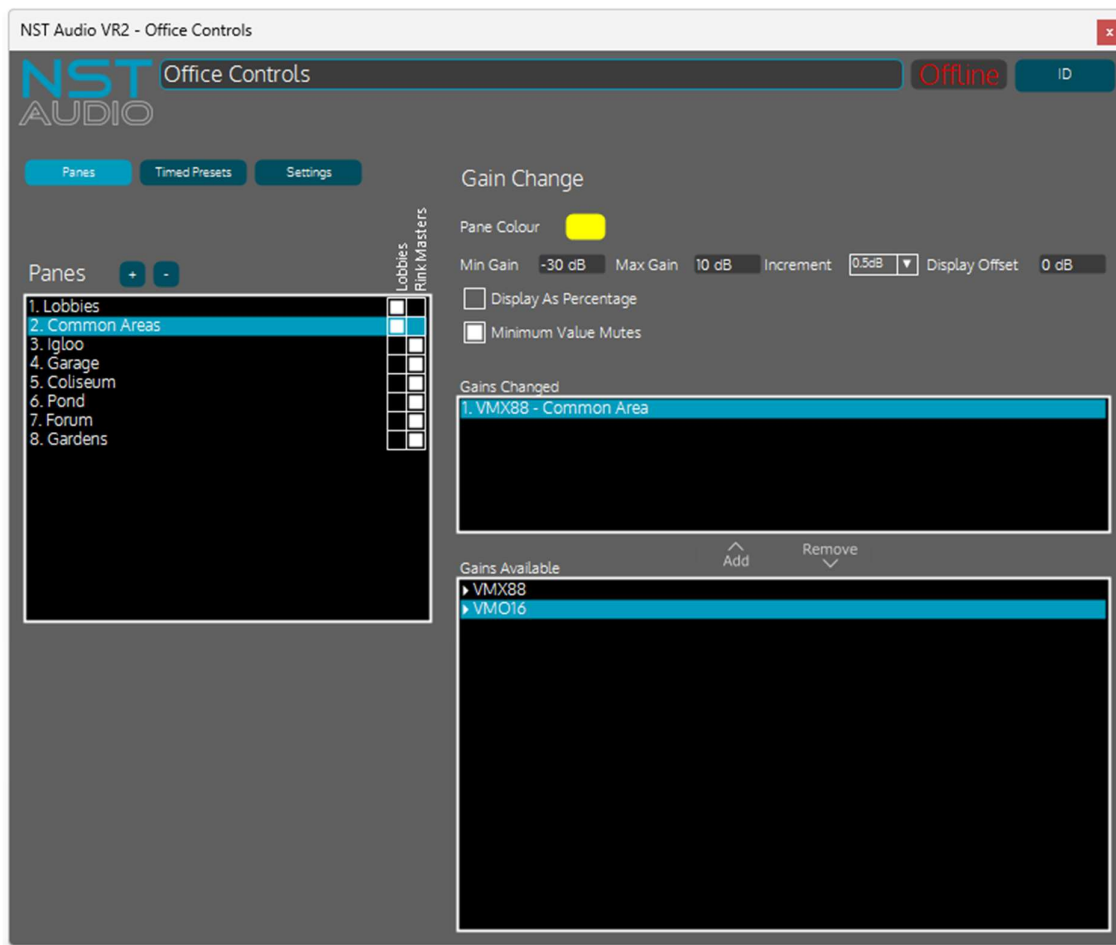 NST Audio VR2 - Office Controls
x
NST
AUDIO
Office Controls
Offline
ID
Panes
Timed Presets
Settings
Lobbies
Rink Masters
Panes
+
-
1. Lobbies
2. Common Areas
3. Igloo
4. Garage
5. Coliseum
6. Pond
7. Forum
8. Gardens
Gain Change
Pane Colour
Min Gain -30 dB Max Gain 10 dB Increment 0.5dB Display Offset 0 dB
Display As Percentage
Minimum Value Mutes
Gains Changed
1. VMX88 - Common Area
Add
Remove
Gains Available
VMX88
VMO16